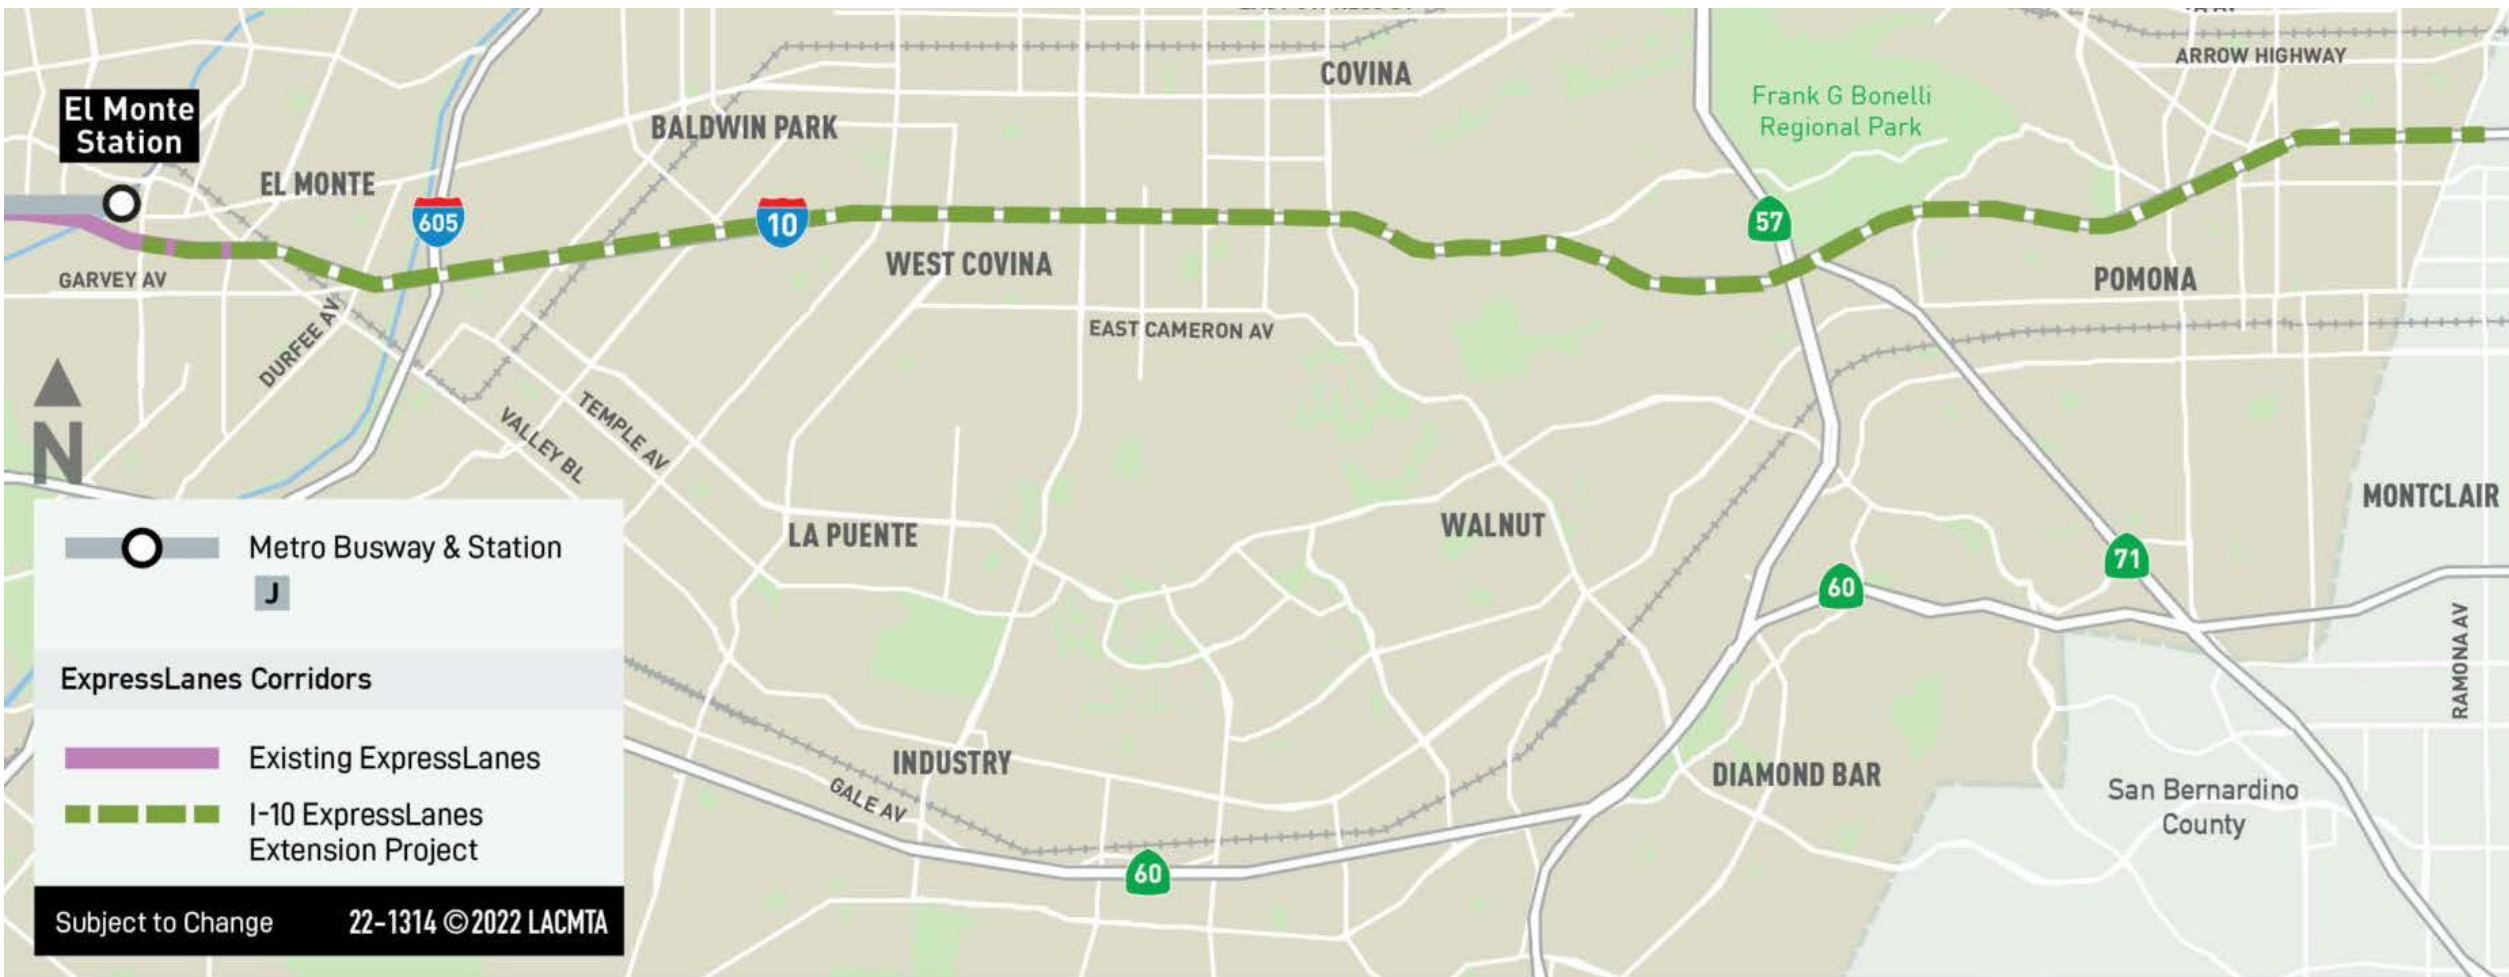 COVINA
ARROW HIGHWAY
Frank G Bonelli
Regional Park
El Monte
Station
BALDWIN PARK
EL MONTE
605
10
57
WEST COVINA
GARVEY AV
POMONA
EAST CAMERON AV
DURFEE AV
N
TEMPLE AV
VALLEY BL
MONTCLAIR
LA PUENTE
WALNUT
71
60
RAMONA AV
INDUSTRY
DIAMOND BAR
GALE AV
San Bernardino
County
60
Metro Busway & Station
J
ExpressLanes Corridors
Existing ExpressLanes
I-10 ExpressLanes
Extension Project
Subject to Change 22-1314 ©2022 LACMTA